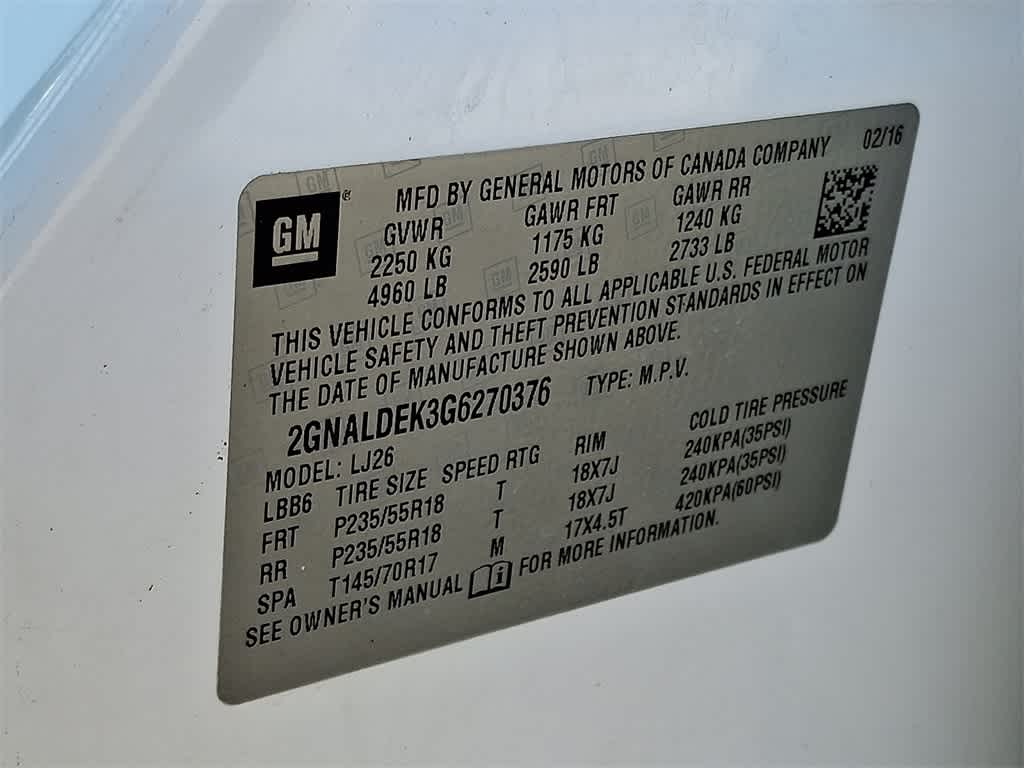 GM
MFD BY GENERAL MOTORS OF CANADA COMPANY 02/16
GVWR GAWR FRT GAWR RR
2250 KG 1175 KG 1240 KG
4960 LB 2590 LB 2733 LB
THIS VEHICLE CONFORMS TO ALL APPLICABLE U.S. FEDERAL MOTOR
VEHICLE SAFETY AND THEFT PREVENTION STANDARDS IN EFFECT ON
THE DATE OF MANUFACTURE SHOWN ABOVE.
2GNALDEK3G6270376 TYPE: M.P.V.
MODEL: LJ26
LBB6 TIRE SIZE SPEED RTG RIM COLD TIRE PRESSURE
FRT P235/55R18 T 18X7J 240KPA(35PSI)
RR P235/55R18 T 18X7J 240KPA(35PSI)
SPA T145/70R17 M 17X4.5T 420KPA(60PSI)
SEE OWNER'S MANUAL FOR MORE INFORMATION.